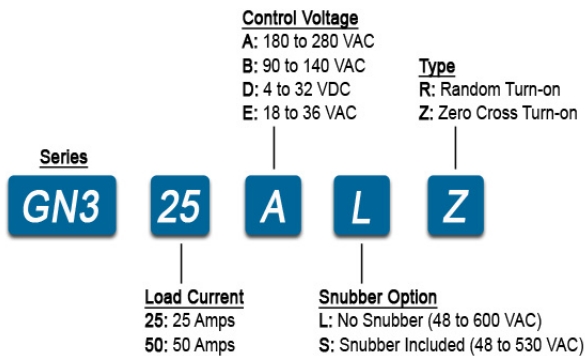 Control Voltage
A: 180 to 280 VAC
B: 90 to 140 VAC
D: 4 to 32 VDC
E: 18 to 36 VAC
Type
R: Random Turn-on
Z: Zero Cross Turn-on
Series
GN3
25
A
L
Z
Load Current
25: 25 Amps
50: 50 Amps
Snubber Option
L: No Snubber (48 to 600 VAC)
S: Snubber Included (48 to 530 VAC)